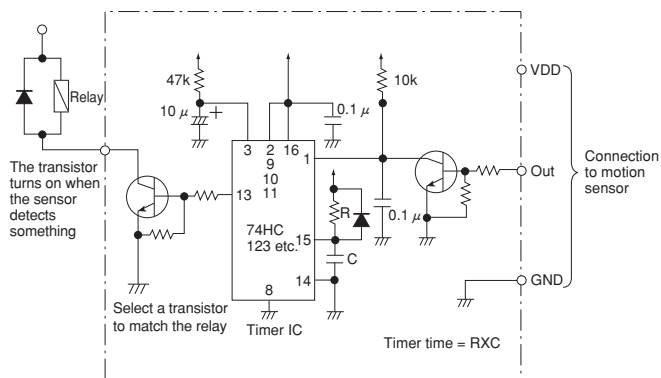 VDD
47k
10k
Relay
10 μ
+
0.1 μ
3
2
16
9
10
11
1
The transistor
turns on when
the sensor
detects
something
13
Out
Connection
to motion
sensor
74HC
123 etc.
R
0.1 μ
15
C
14
8
GND
Select a transistor
to match the relay
Timer IC
Timer time = RXC